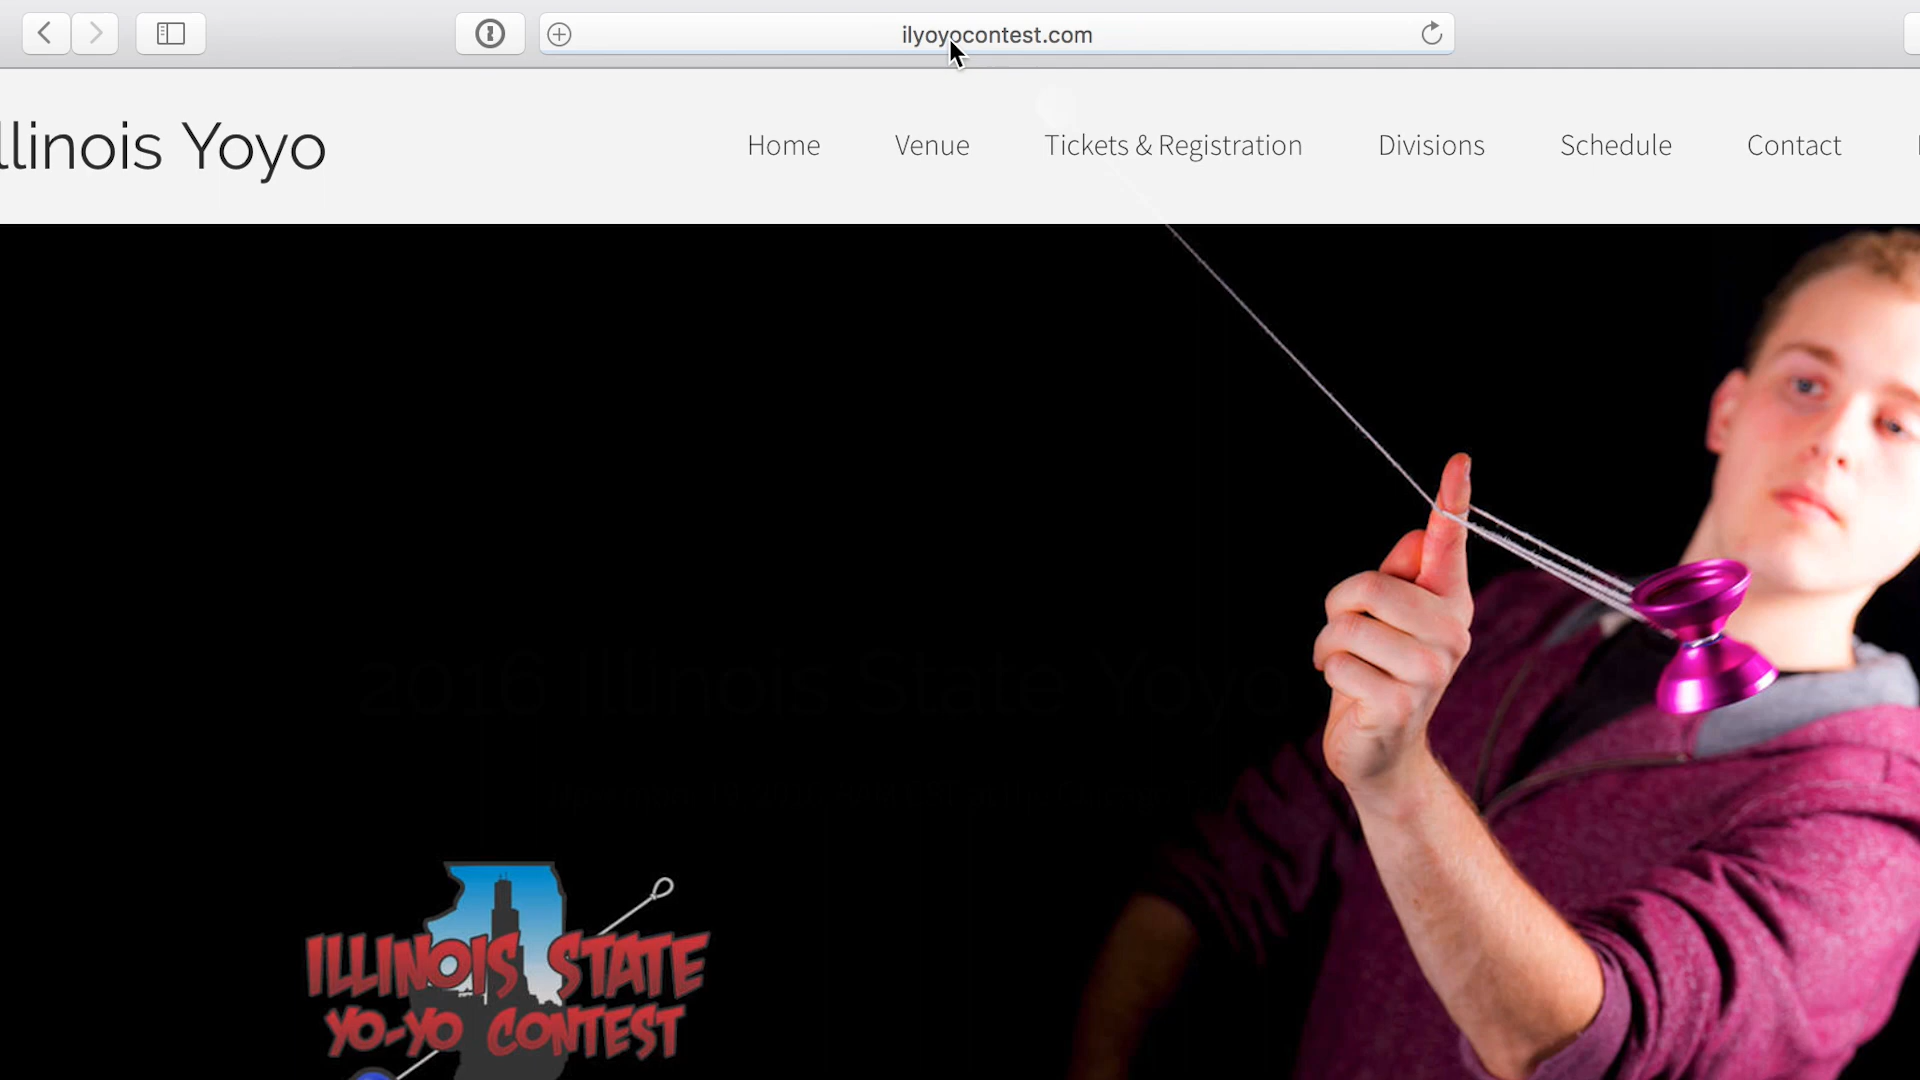 ilyoyocontest.com
llinois Yoyo
Home Venue Tickets & Registration Divisions Schedule Contact
2016 Illinois State Yoyo
ILLINOIS STATE
YO-YO CONTEST